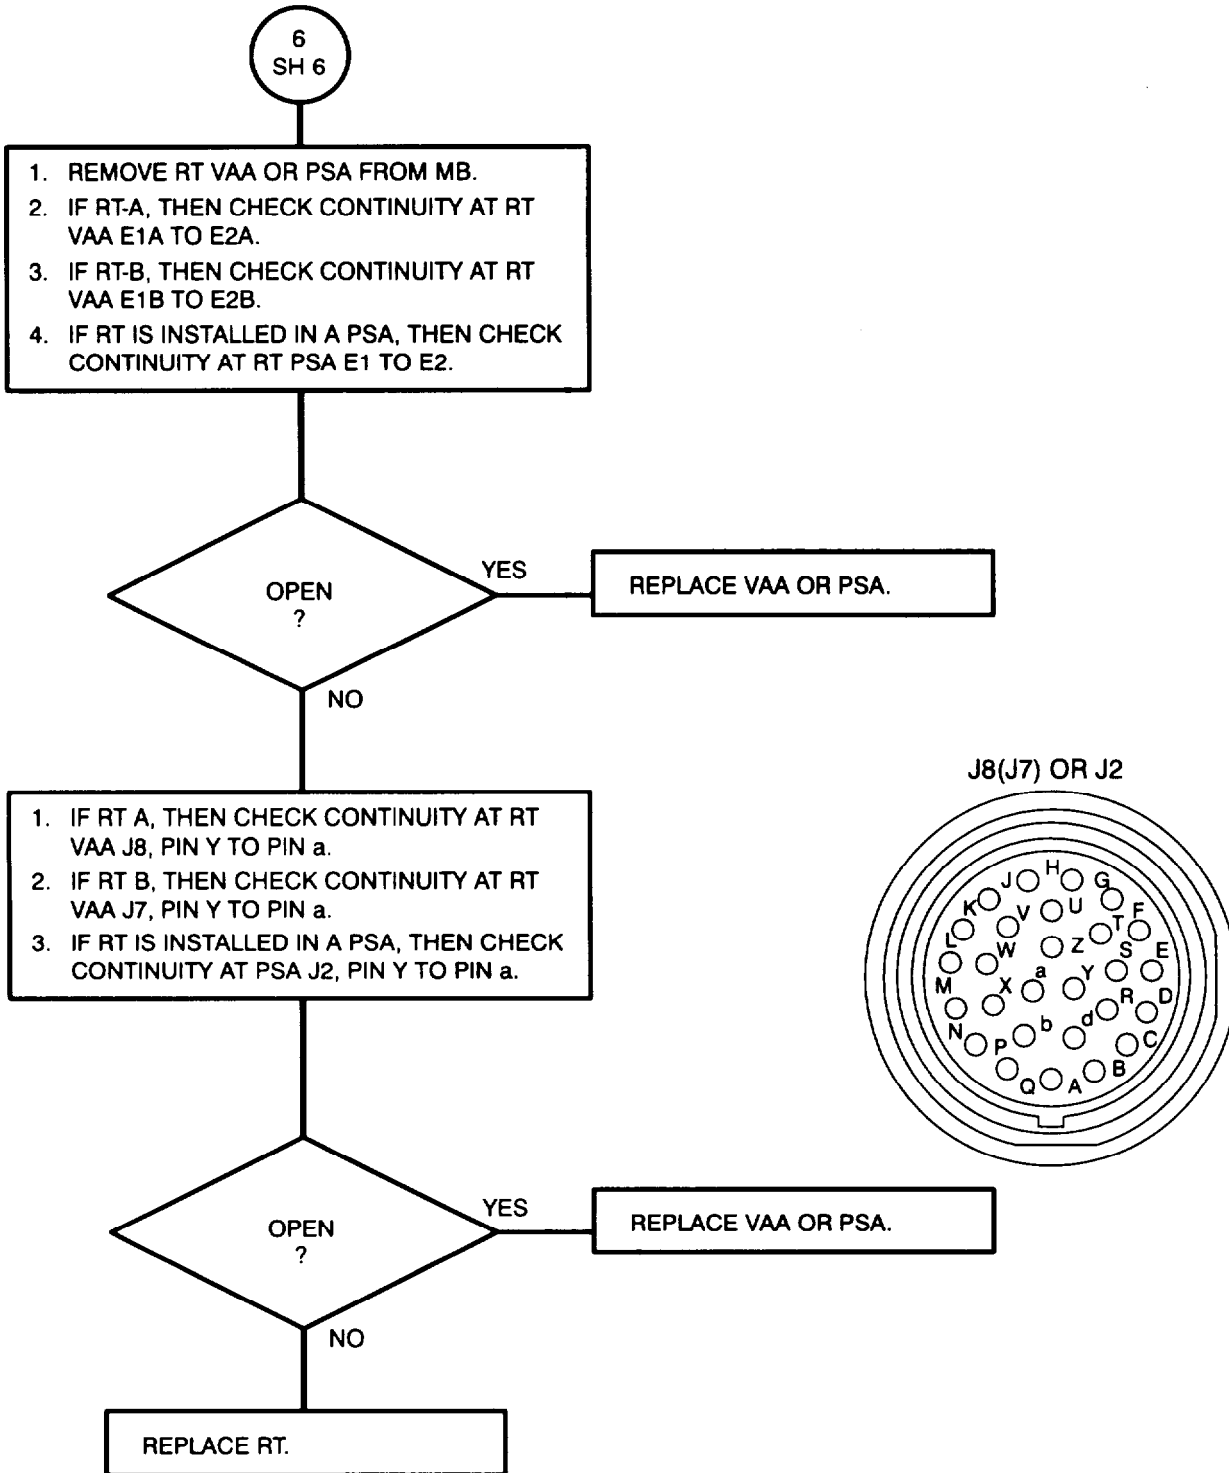 6
SH 6
1. REMOVE RT VAA OR PSA FROM MB.
2. IF RT-A, THEN CHECK CONTINUITY AT RT
VAA E1A TO E2A.
3. IF RT-B, THEN CHECK CONTINUITY AT RT
VAA E1B TO E2B.
4. IF RT IS INSTALLED IN A PSA, THEN CHECK
CONTINUITY AT RT PSA E1 TO E2.
OPEN
?
YES
REPLACE VAA OR PSA.
NO
1. IF RT A, THEN CHECK CONTINUITY AT RT
VAA J8, PIN Y TO PIN a.
2. IF RT B, THEN CHECK CONTINUITY AT RT
VAA J7, PIN Y TO PIN a.
3. IF RT IS INSTALLED IN A PSA, THEN CHECK
CONTINUITY AT PSA J2, PIN Y TO PIN a.
J8(J7) OR J2
J H G
K V U T F
L W Z S E
M X a Y R D
N P b d C
Q A B
OPEN
?
YES
REPLACE VAA OR PSA.
NO
REPLACE RT.